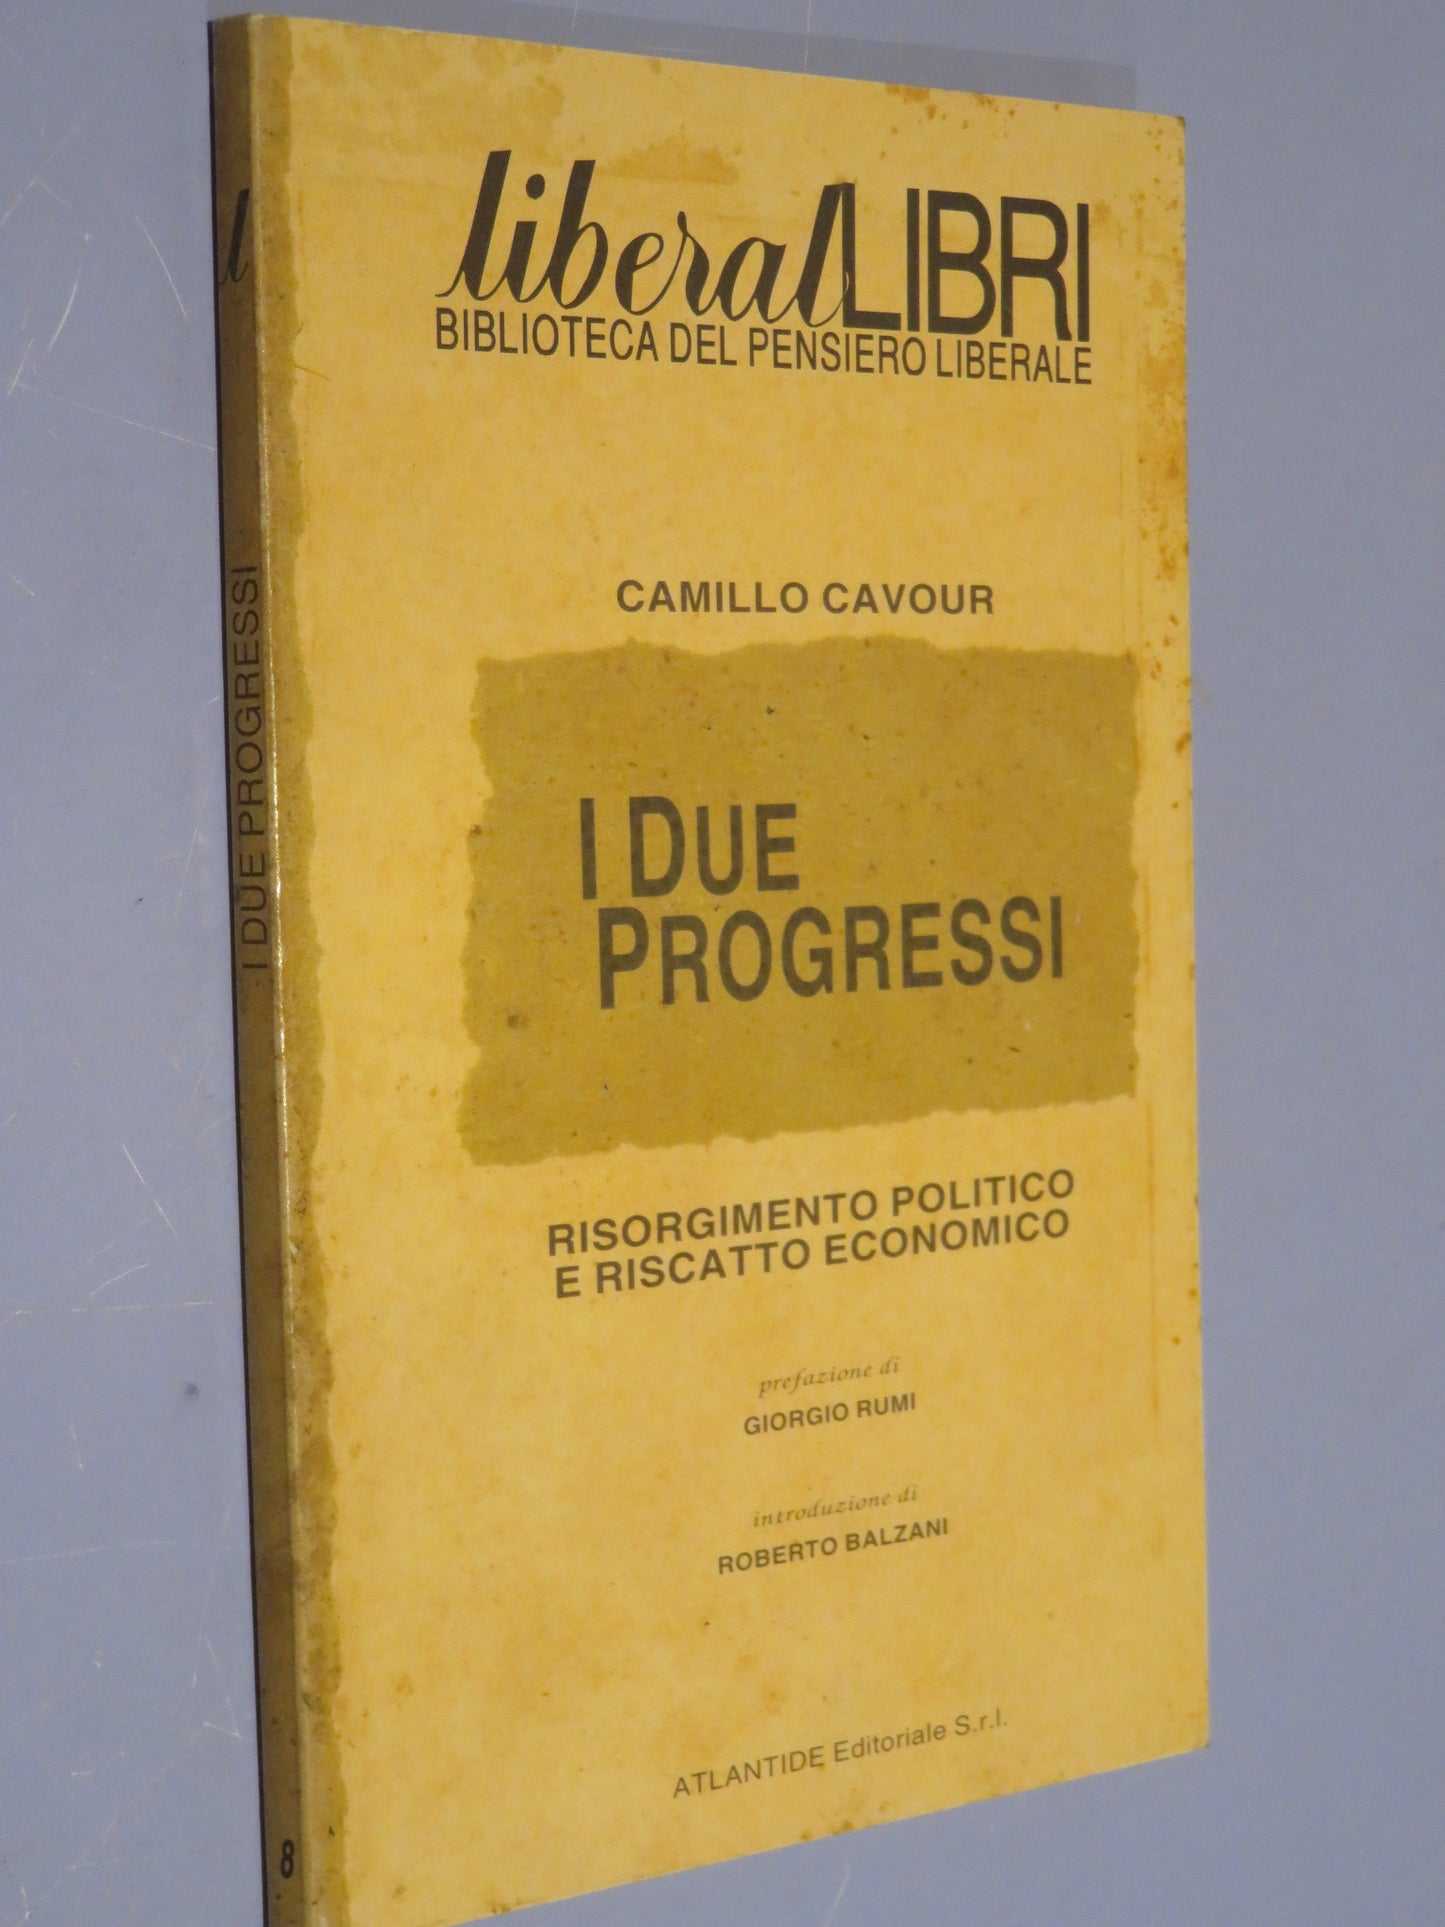 liberalLIBRI
BIBLIOTECA DEL PENSIERO LIBERALE
CAMILLO CAVOUR
I DUE
PROGRESSI
RISORGIMENTO POLITICO
E RISCATTO ECONOMICO
prefazione di
GIORGIO RUMI
introduzione di
ROBERTO BALZANI
ATLANTIDE Editoriale S.r.l.
l
I DUE PROGRESSI
8